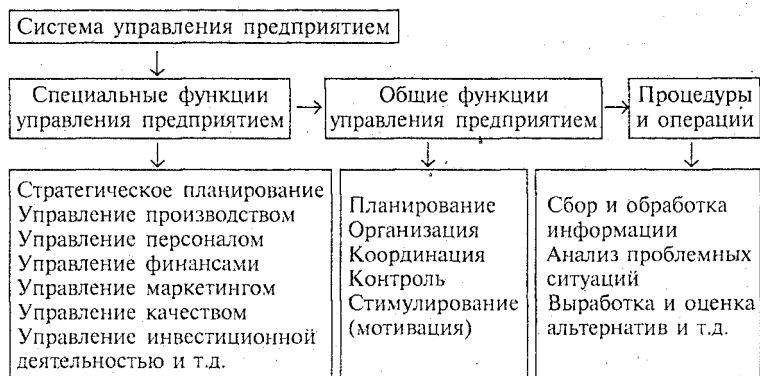 Система управления предприятием
Специальные функции
управления предприятием
Общие функции
управления предприятием
Процедуры
и операции
Стратегическое планирование
Управление производством
Управление персоналом
Управление финансами
Управление маркетингом
Управление качеством
Управление инвестиционной
деятельностью и т.д.
Планирование
Организация
Координация
Контроль
Стимулирование
(мотивация)
Сбор и обработка
информации
Анализ проблемных
ситуаций
Выработка и оценка
альтернатив и т.д.